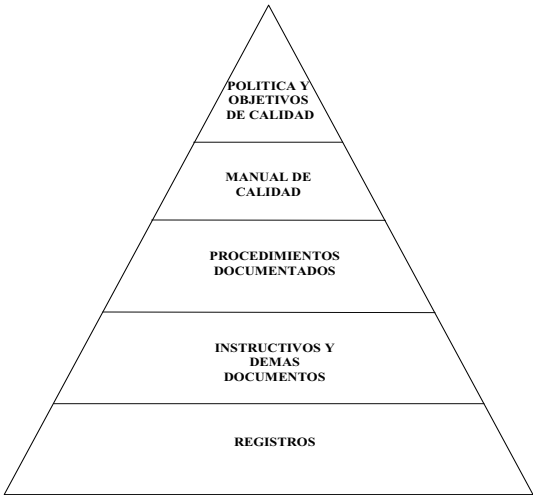 POLITICA Y
OBJETIVOS
DE CALIDAD
MANUAL DE
CALIDAD
PROCEDIMIENTOS
DOCUMENTADOS
INSTRUCTIVOS Y
DEMAS
DOCUMENTOS
REGISTROS